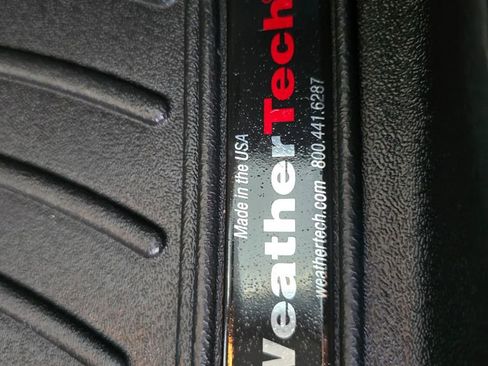 Made in the USA
WeatherTech
weathertech.com 800.441.6287